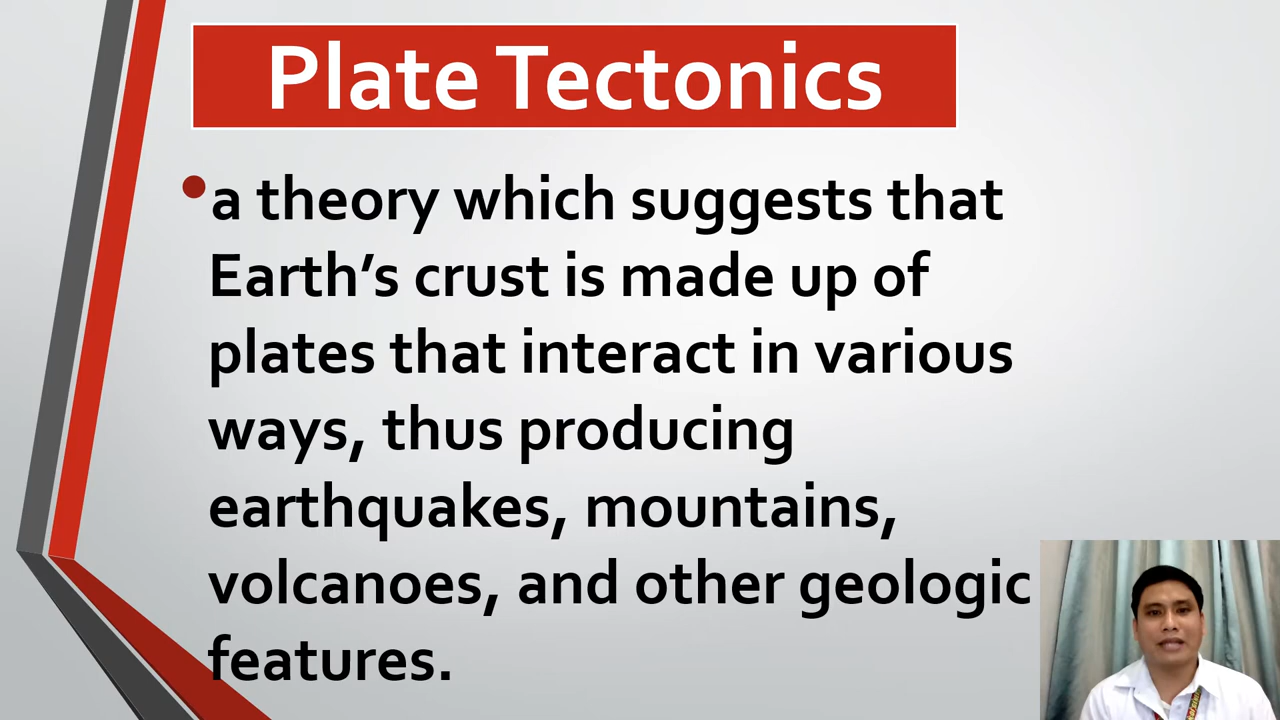 Plate Tectonics
•a theory which suggests that
Earth’s crust is made up of
plates that interact in various
ways, thus producing
earthquakes, mountains,
volcanoes, and other geologic
features.